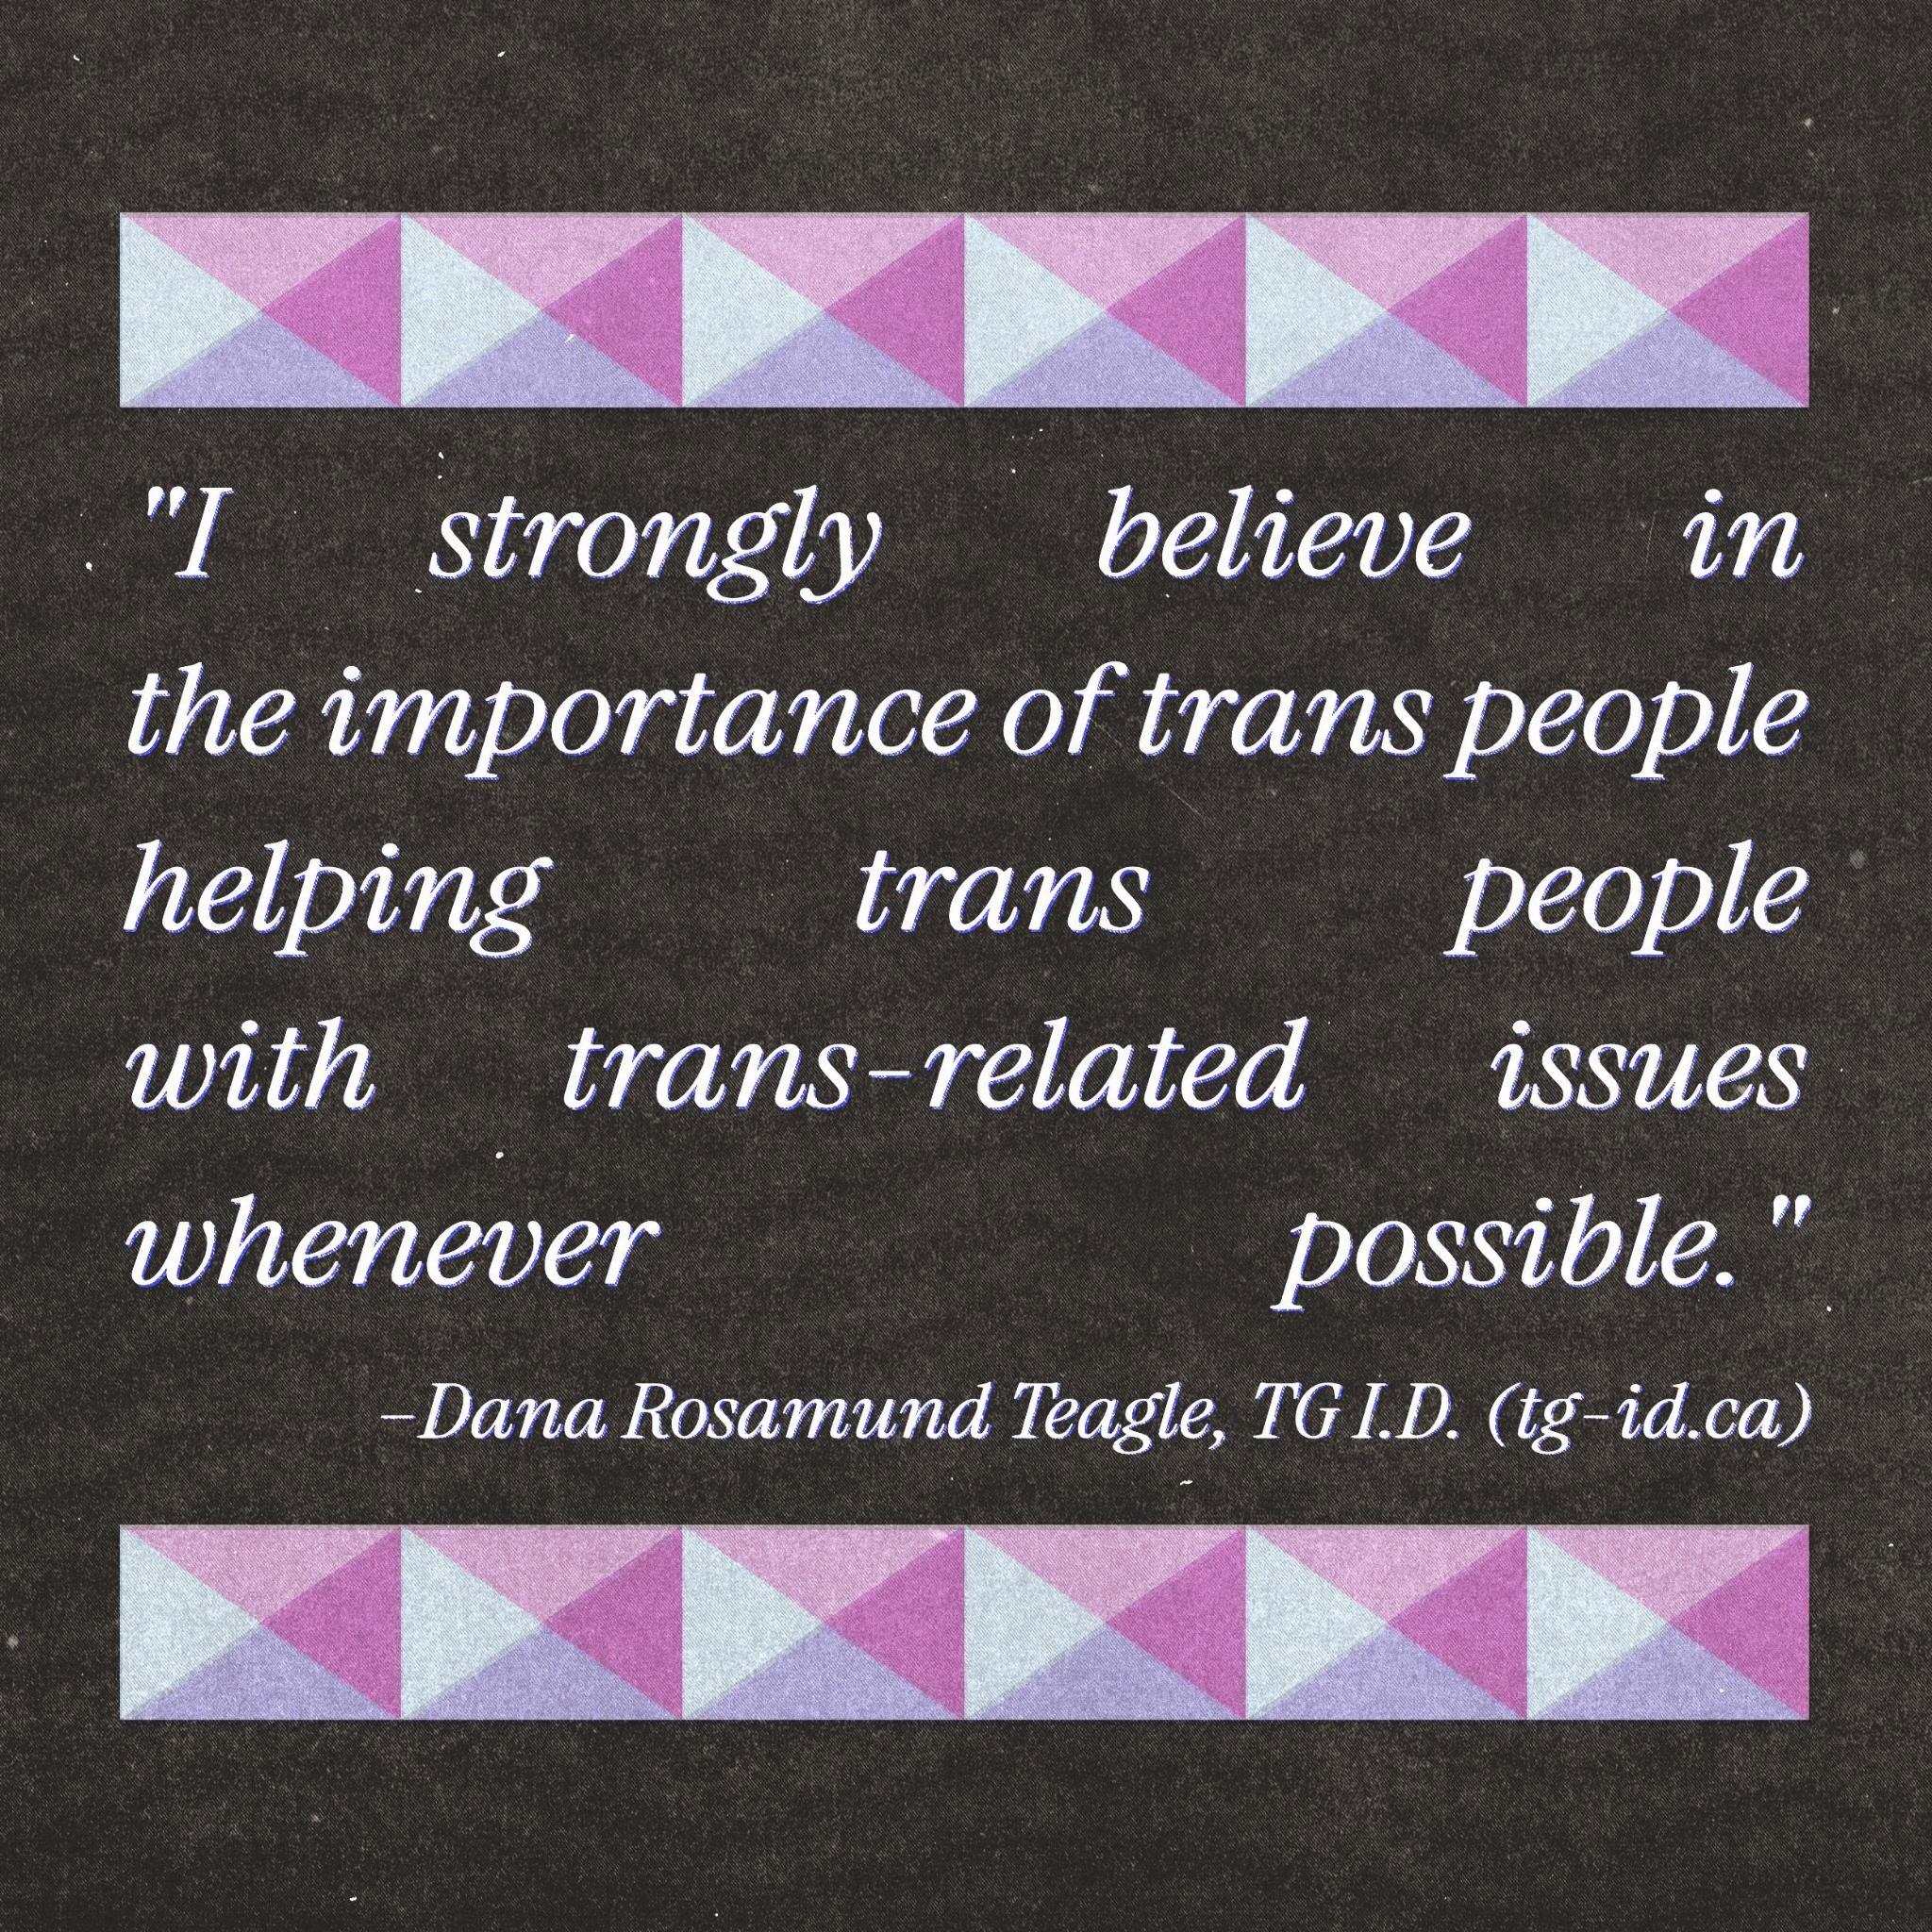 "I strongly believe in
the importance of trans people
helping trans people
with trans-related issues
whenever possible."
–Dana Rosamund Teagle, TG I.D. (tg-id.ca)